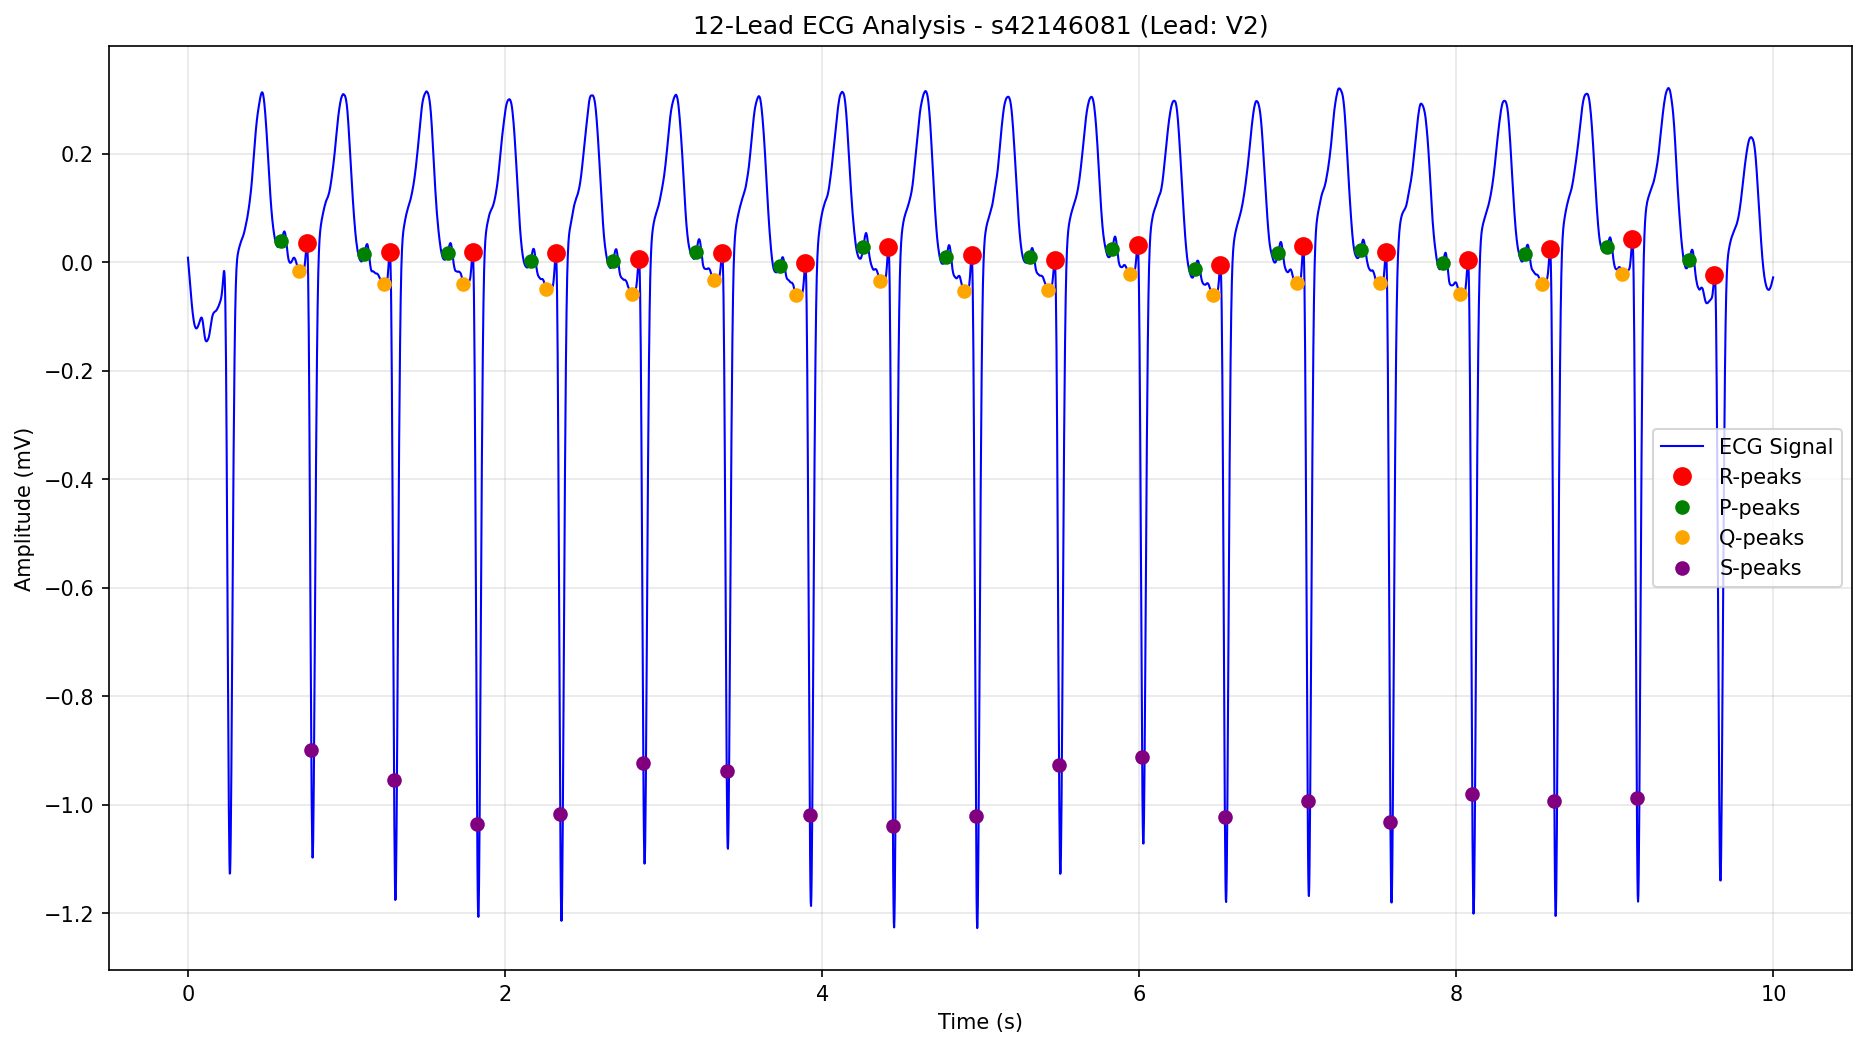 12-Lead ECG Analysis - s42146081 (Lead: V2)
Amplitude (mV)
0.2
0.0
−0.2
−0.4
−0.6
−0.8
−1.0
−1.2
ECG Signal
R-peaks
P-peaks
Q-peaks
S-peaks
0 2 4 6 8 10
Time (s)